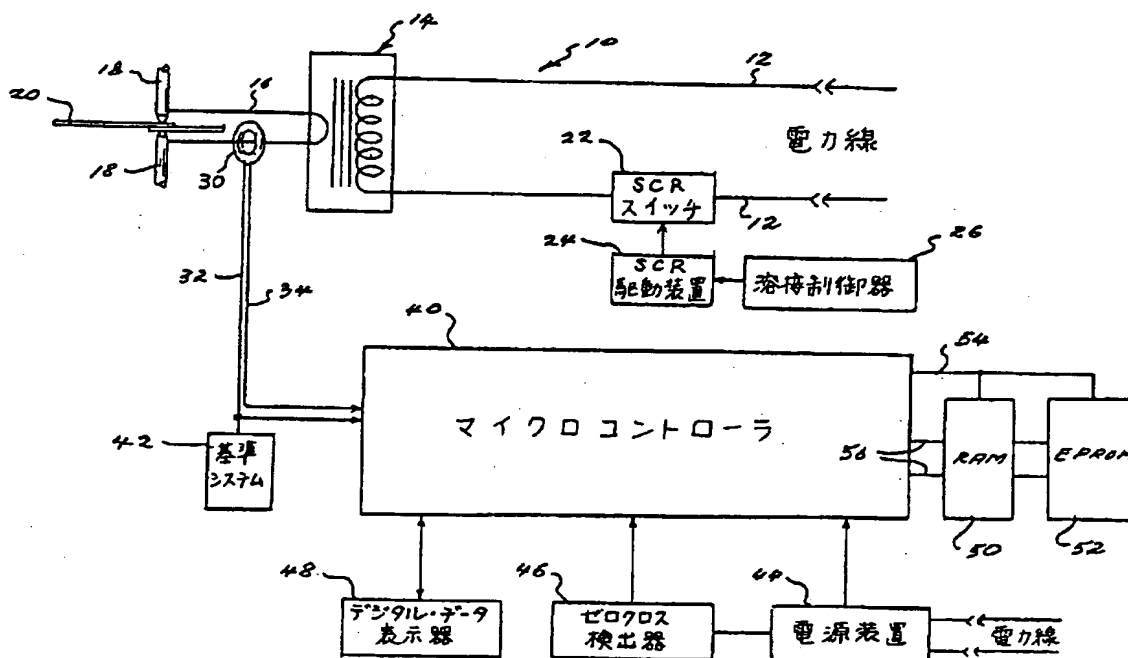 14
10
18
16
12
20
電力線
22
18
30
SCR
スイッチ
12
24
26
32
SCR
駆動装置
溶接制御器
34
40
54
マイクロコントローラ
42
基準
システム
56
RAM
EPROM
50
52
48
46
44
デジタル・データ
表示器
ゼロクロス
検出器
電源装置
電力線